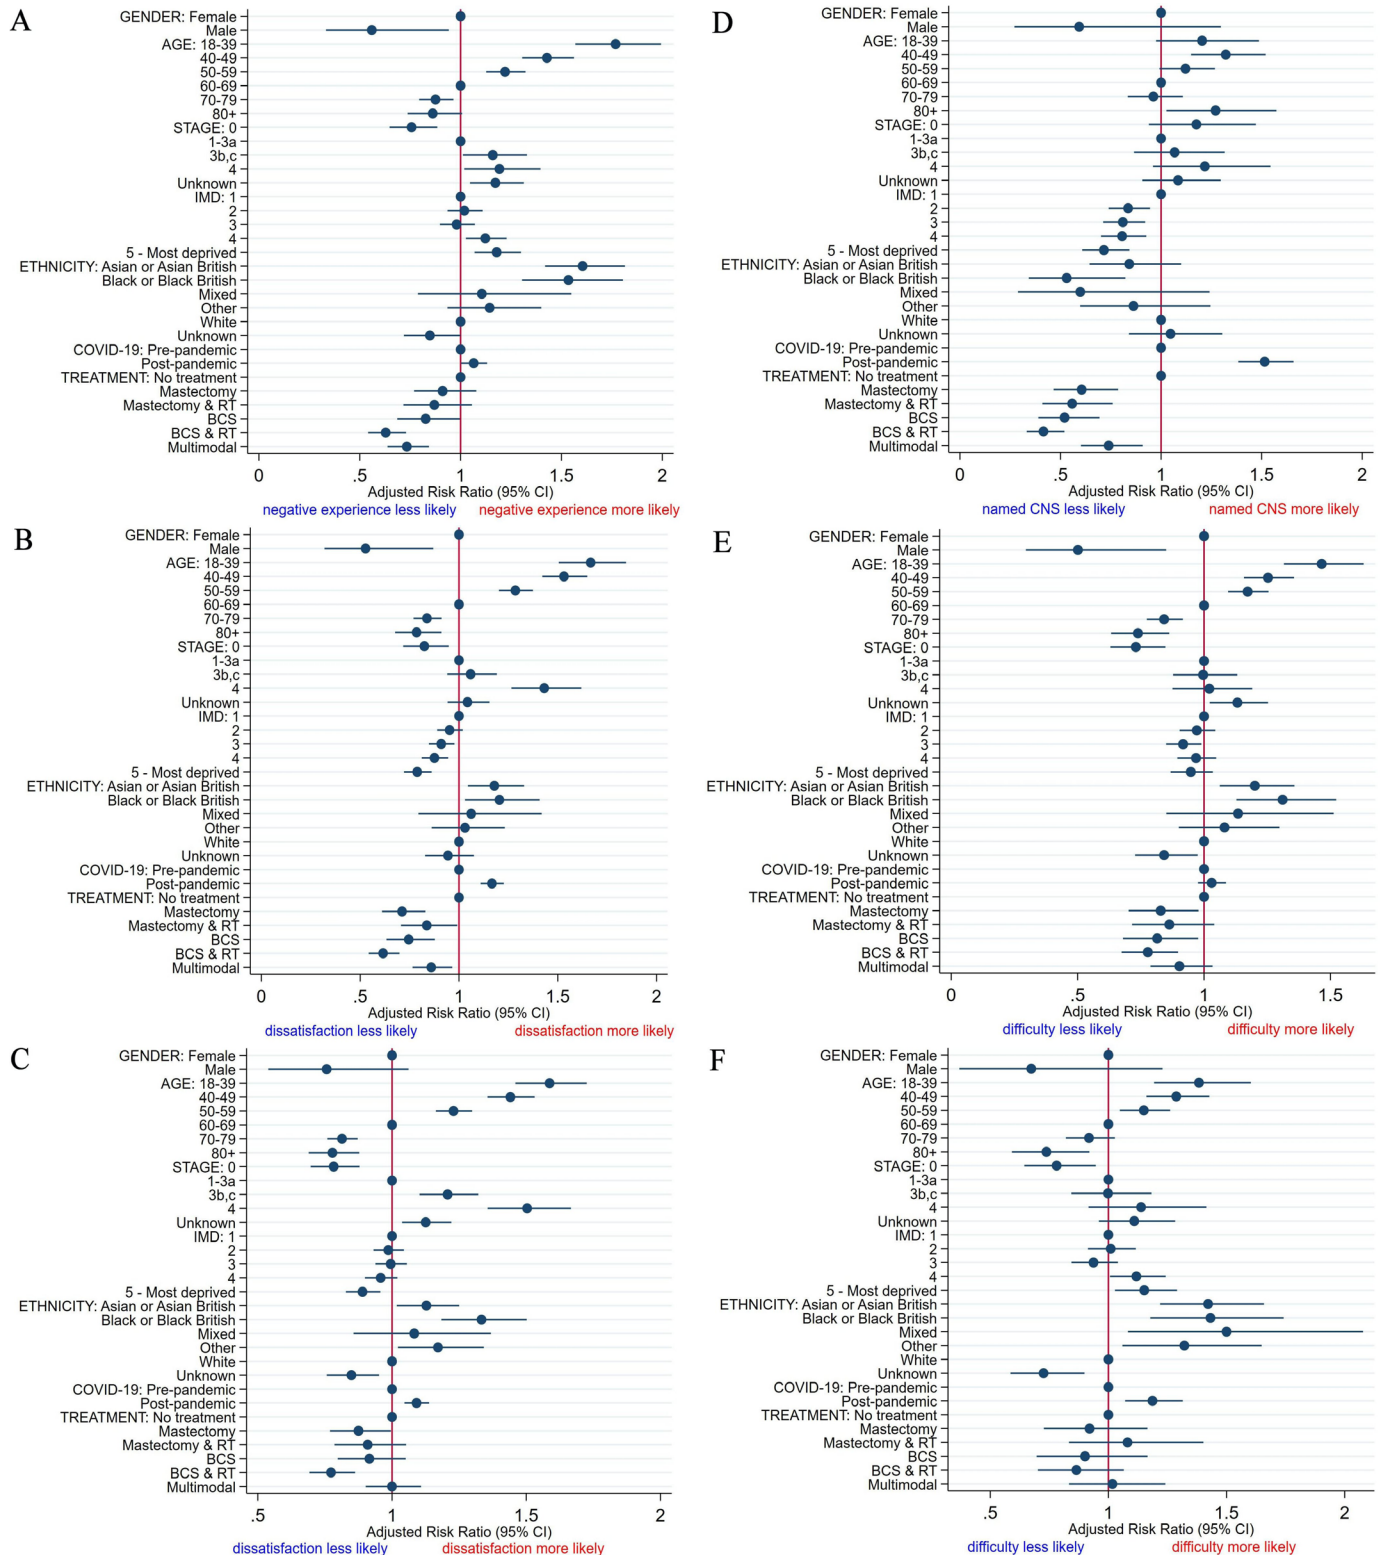 A
GENDER: Female
Male
AGE: 18-39
40-49
50-59
60-69
70-79
80+
STAGE: 0
1-3a
3b,c
4
Unknown
IMD: 1
2
3
4
5 - Most deprived
ETHNICITY: Asian or Asian British
Black or Black British
Mixed
Other
White
Unknown
COVID-19: Pre-pandemic
Post-pandemic
TREATMENT: No treatment
Mastectomy
Mastectomy & RT
BCS
BCS & RT
Multimodal
0 .5 1 1.5 2
Adjusted Risk Ratio (95% CI)
negative experience less likely negative experience more likely
B
GENDER: Female
Male
AGE: 18-39
40-49
50-59
60-69
70-79
80+
STAGE: 0
1-3a
3b,c
4
Unknown
IMD: 1
2
3
4
5 - Most deprived
ETHNICITY: Asian or Asian British
Black or Black British
Mixed
Other
White
Unknown
COVID-19: Pre-pandemic
Post-pandemic
TREATMENT: No treatment
Mastectomy
Mastectomy & RT
BCS
BCS & RT
Multimodal
0 .5 1 1.5 2
Adjusted Risk Ratio (95% CI)
dissatisfaction less likely dissatisfaction more likely
C
GENDER: Female
Male
AGE: 18-39
40-49
50-59
60-69
70-79
80+
STAGE: 0
1-3a
3b,c
4
Unknown
IMD: 1
2
3
4
5 - Most deprived
ETHNICITY: Asian or Asian British
Black or Black British
Mixed
Other
White
Unknown
COVID-19: Pre-pandemic
Post-pandemic
TREATMENT: No treatment
Mastectomy
Mastectomy & RT
BCS
BCS & RT
Multimodal
.5 1 1.5 2
Adjusted Risk Ratio (95% CI)
dissatisfaction less likely dissatisfaction more likely
D
GENDER: Female
Male
AGE: 18-39
40-49
50-59
60-69
70-79
80+
STAGE: 0
1-3a
3b,c
4
Unknown
IMD: 1
2
3
4
5 - Most deprived
ETHNICITY: Asian or Asian British
Black or Black British
Mixed
Other
White
Unknown
COVID-19: Pre-pandemic
Post-pandemic
TREATMENT: No treatment
Mastectomy
Mastectomy & RT
BCS
BCS & RT
Multimodal
0 .5 1 1.5 2
Adjusted Risk Ratio (95% CI)
named CNS less likely named CNS more likely
E
GENDER: Female
Male
AGE: 18-39
40-49
50-59
60-69
70-79
80+
STAGE: 0
1-3a
3b,c
4
Unknown
IMD: 1
2
3
4
5 - Most deprived
ETHNICITY: Asian or Asian British
Black or Black British
Mixed
Other
White
Unknown
COVID-19: Pre-pandemic
Post-pandemic
TREATMENT: No treatment
Mastectomy
Mastectomy & RT
BCS
BCS & RT
Multimodal
0 .5 1 1.5
Adjusted Risk Ratio (95% CI)
difficulty less likely difficulty more likely
F
GENDER: Female
Male
AGE: 18-39
40-49
50-59
60-69
70-79
80+
STAGE: 0
1-3a
3b,c
4
Unknown
IMD: 1
2
3
4
5 - Most deprived
ETHNICITY: Asian or Asian British
Black or Black British
Mixed
Other
White
Unknown
COVID-19: Pre-pandemic
Post-pandemic
TREATMENT: No treatment
Mastectomy
Mastectomy & RT
BCS
BCS & RT
Multimodal
.5 1 1.5 2
Adjusted Risk Ratio (95% CI)
difficulty less likely difficulty more likely